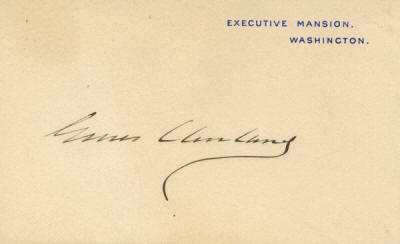 EXECUTIVE MANSION.
WASHINGTON.
Grover Cleveland